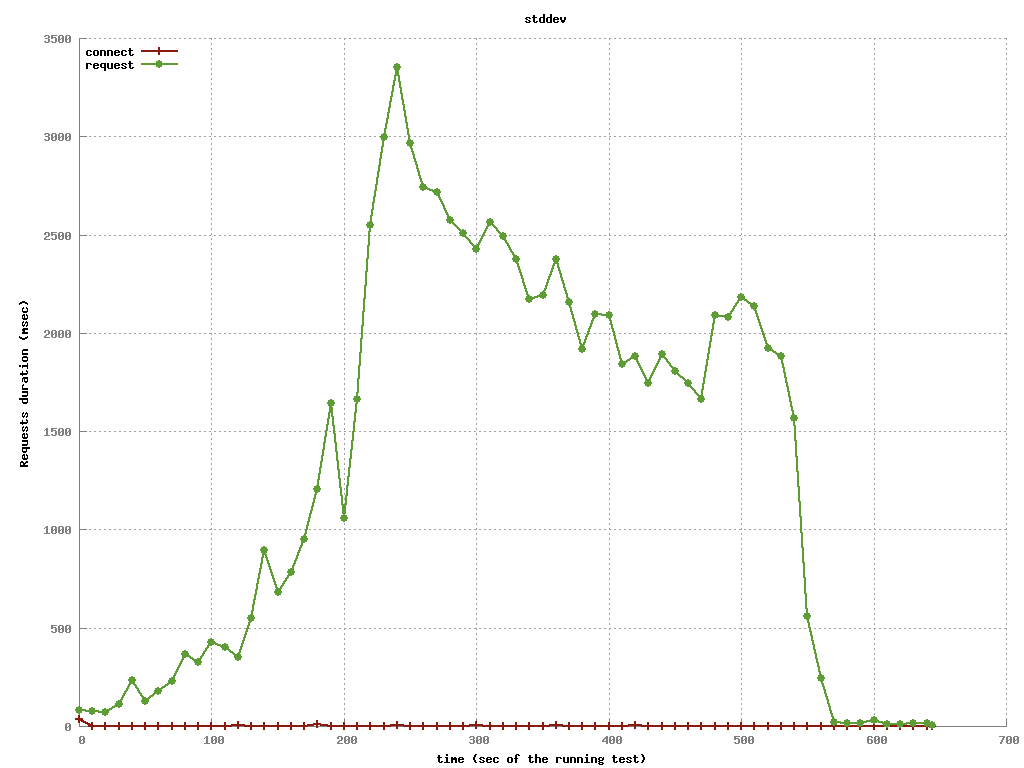 stddev
connect
request
3500
3000
2500
2000
1500
1000
500
0
Requests duration (msec)
0 100 200 300 400 500 600 700
time (sec of the running test)